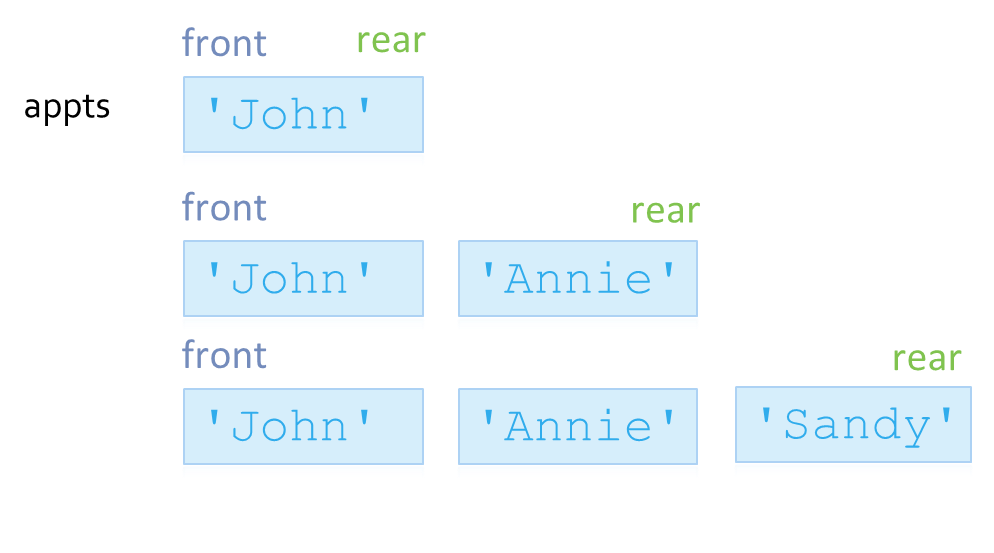 front rear
appts 'John'
front rear
'John' 'Annie'
front rear
'John' 'Annie' 'Sandy'